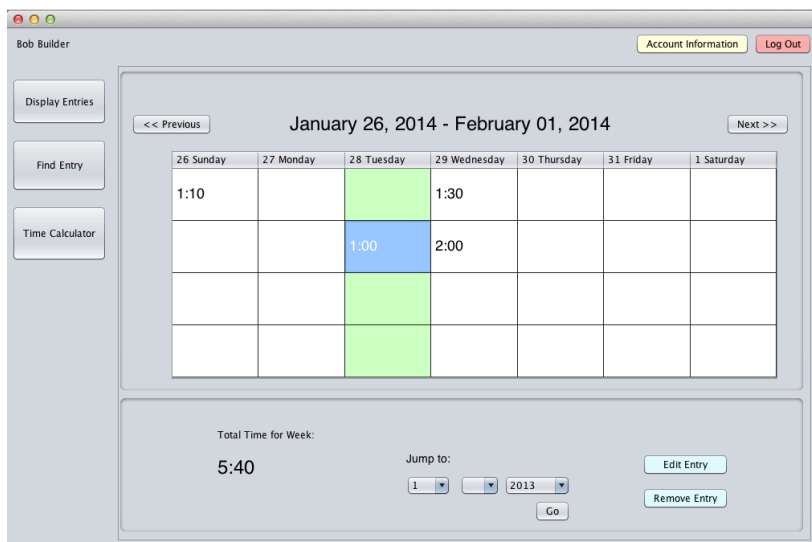 Bob Builder
Account Information
Log Out
Display Entries
Find Entry
Time Calculator
<< Previous
January 26, 2014 - February 01, 2014
Next >>
26 Sunday 27 Monday 28 Tuesday 29 Wednesday 30 Thursday 31 Friday 1 Saturday
1:10 1:30
1:00 2:00
Total Time for Week:
5:40
Jump to:
1 2013
Go
Edit Entry
Remove Entry